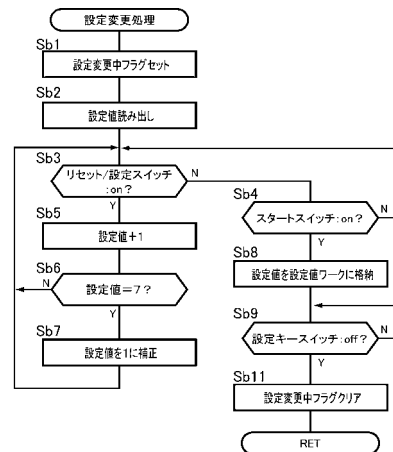 設定変更処理
Sb1
設定変更中フラグセット
Sb2
設定値読み出し
Sb3
リセット/設定スイッチ
:on?
N
Y
Sb4
スタートスイッチ:on?
N
Y
Sb5
設定値+1
Sb6
設定値=7?
N
Y
Sb8
設定値を設定値ワークに格納
Sb7
設定値を1に補正
Sb9
設定キースイッチ:off?
N
Y
Sb11
設定変更中フラグクリア
RET